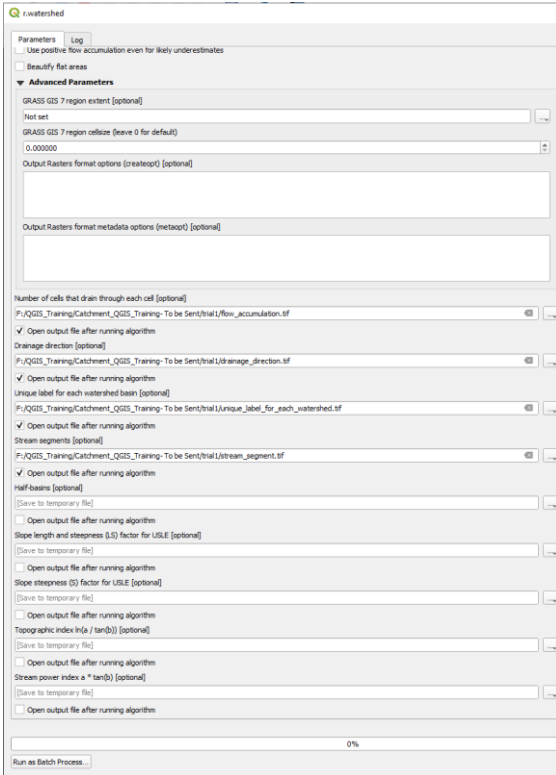 r.watershed
Parameters
Log
Use positive flow accumulation even for likely underestimates
Beautify flat areas
Advanced Parameters
GRASS GIS 7 region extent [optional]
Not set
...
GRASS GIS 7 region cellsize (leave 0 for default)
0.000000
Output Rasters format options (createopt) [optional]
Output Rasters format metadata options (metaopt) [optional]
Number of cells that drain through each cell [optional]
F:/QGIS_Training/Catchment_QGIS_Training- To be Sent/trial1/flow_accumulation.tif
...
Open output file after running algorithm
Drainage direction [optional]
F:/QGIS_Training/Catchment_QGIS_Training- To be Sent/trial1/drainage_direction.tif
...
Open output file after running algorithm
Unique label for each watershed basin [optional]
F:/QGIS_Training/Catchment_QGIS_Training- To be Sent/trial1/unique_label_for_each_watershed.tif
...
Open output file after running algorithm
Stream segments [optional]
F:/QGIS_Training/Catchment_QGIS_Training- To be Sent/trial1/stream_segment.tif
...
Open output file after running algorithm
Half-basins [optional]
[Save to temporary file]
...
Open output file after running algorithm
Slope length and steepness (LS) factor for USLE [optional]
[Save to temporary file]
...
Open output file after running algorithm
Slope steepness (S) factor for USLE [optional]
[Save to temporary file]
...
Open output file after running algorithm
Topographic index ln(a / tan(b)) [optional]
[Save to temporary file]
...
Open output file after running algorithm
Stream power index a * tan(b) [optional]
[Save to temporary file]
...
Open output file after running algorithm
0%
Run as Batch Process...